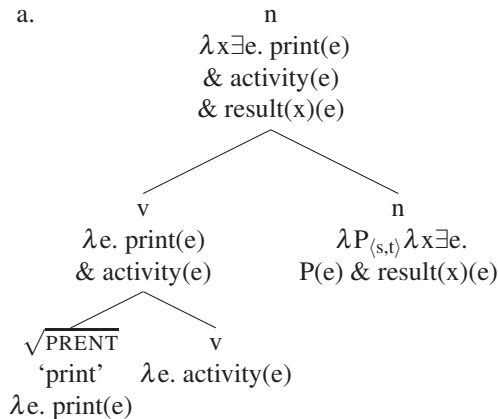 a.
n
λx∃e. print(e)
& activity(e)
& result(x)(e)
v
λe. print(e)
& activity(e)
n
λP⟨s,t⟩λx∃e.
P(e) & result(x)(e)
√PRENT
‘print’
λe. print(e)
v
λe. activity(e)